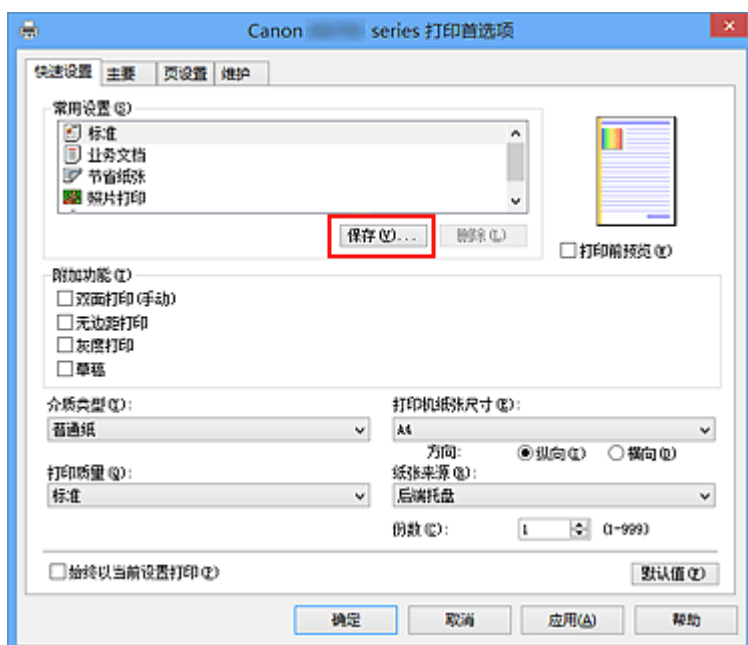 Canon series 打印首选项
快速设置 主要 页设置 维护
常用设置(S)
标准
业务文档
节省纸张
照片打印
保存(V)... 删除(L)
打印前预览(W)
附加功能(T)
双面打印(手动)
无边距打印
灰度打印
草稿
介质类型(Y): 打印机纸张尺寸(E):
普通纸 A4
方向: 纵向(I) 横向(D)
打印质量(Q): 纸张来源(R):
标准 后端托盘
份数(C): 1 (1-999)
始终以当前设置打印(P) 默认值(F)
确定 取消 应用(A) 帮助